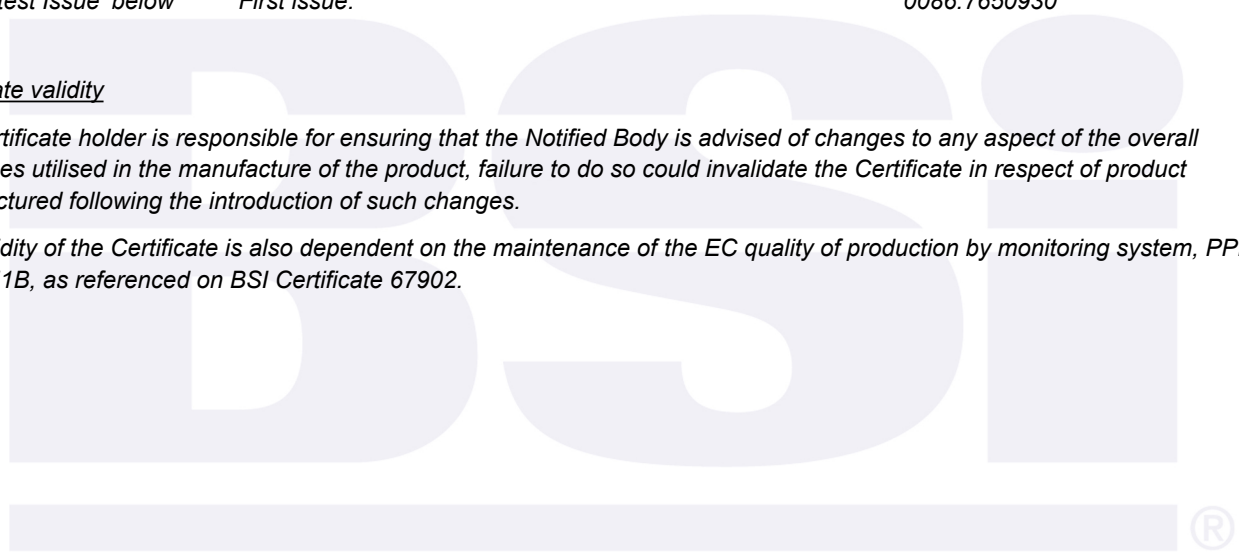 test Issue' below First issue. 0086.7650930
ate validity
rtificate holder is responsible for ensuring that the Notified Body is advised of changes to any aspect of the overall
es utilised in the manufacture of the product, failure to do so could invalidate the Certificate in respect of product
ctured following the introduction of such changes.
idity of the Certificate is also dependent on the maintenance of the EC quality of production by monitoring system, PP
1B, as referenced on BSI Certificate 67902.
BSi
®